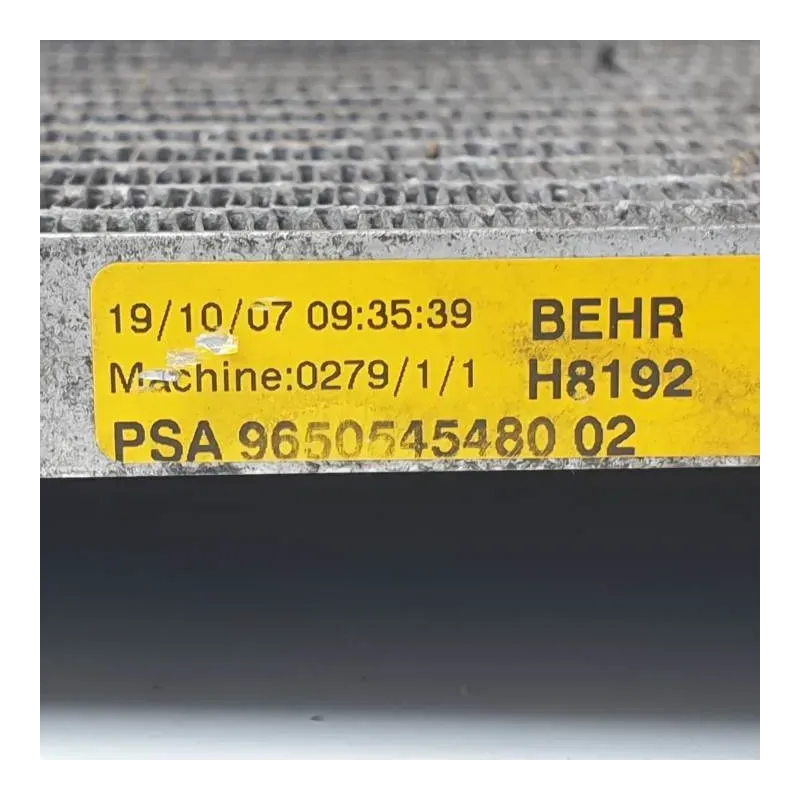 19/10/07 09:35:39 BEHR
Machine:0279/1/1 H8192
PSA 9650545480 02